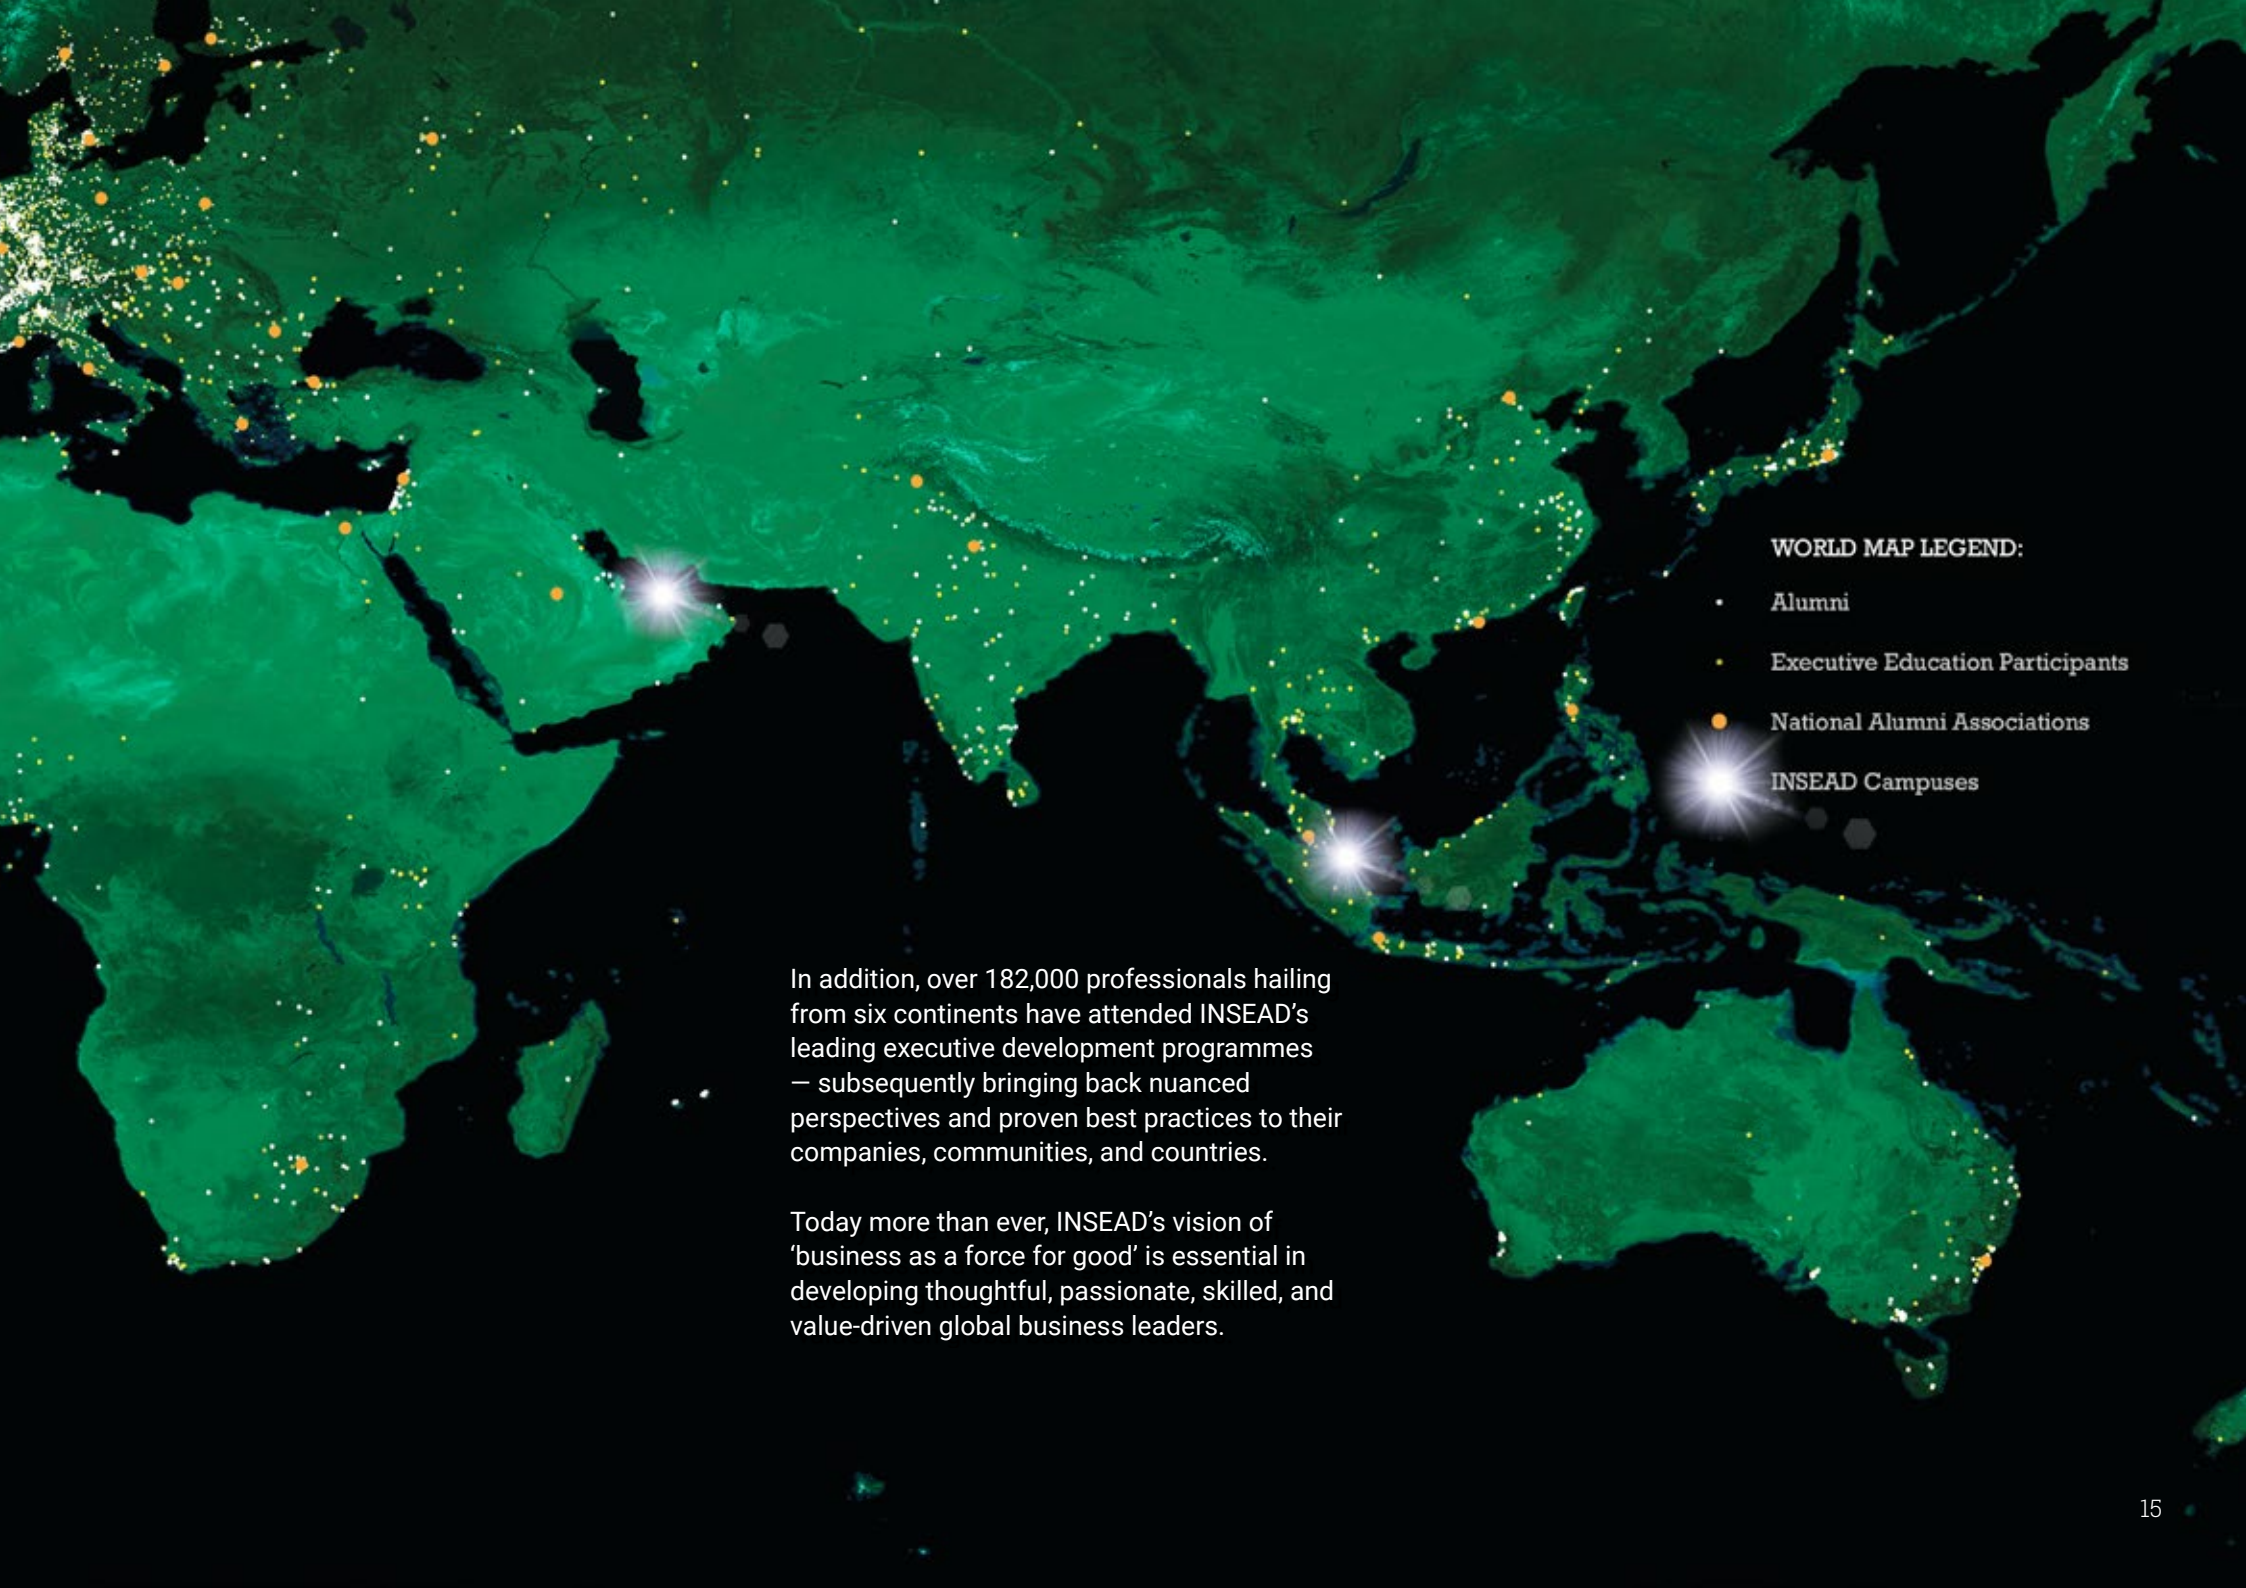 WORLD MAP LEGEND:
Alumni
Executive Education Participants
National Alumni Associations
INSEAD Campuses
In addition, over 182,000 professionals hailing
from six continents have attended INSEAD’s
leading executive development programmes
— subsequently bringing back nuanced
perspectives and proven best practices to their
companies, communities, and countries.
Today more than ever, INSEAD’s vision of
‘business as a force for good’ is essential in
developing thoughtful, passionate, skilled, and
value-driven global business leaders.
15